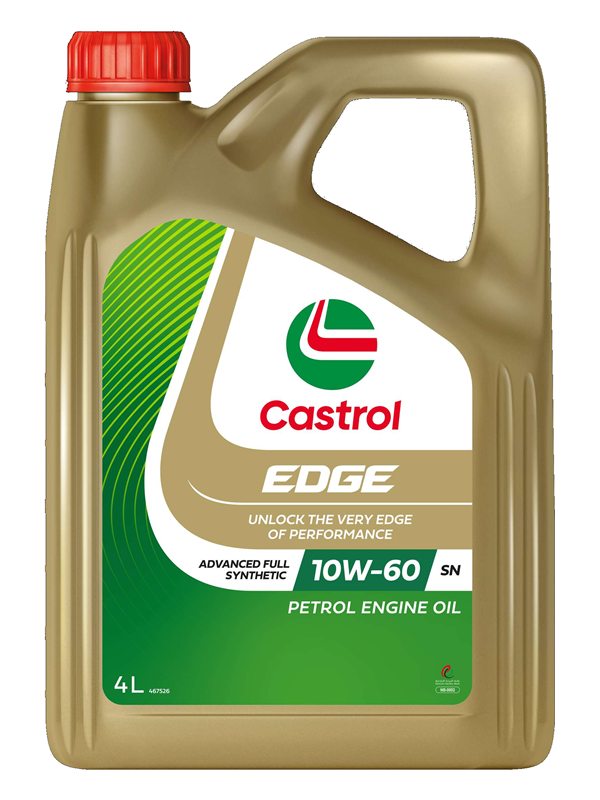 Castrol
EDGE
UNLOCK THE VERY EDGE
OF PERFORMANCE
ADVANCED FULL
SYNTHETIC
10W-60 SN
PETROL ENGINE OIL
4L 467526